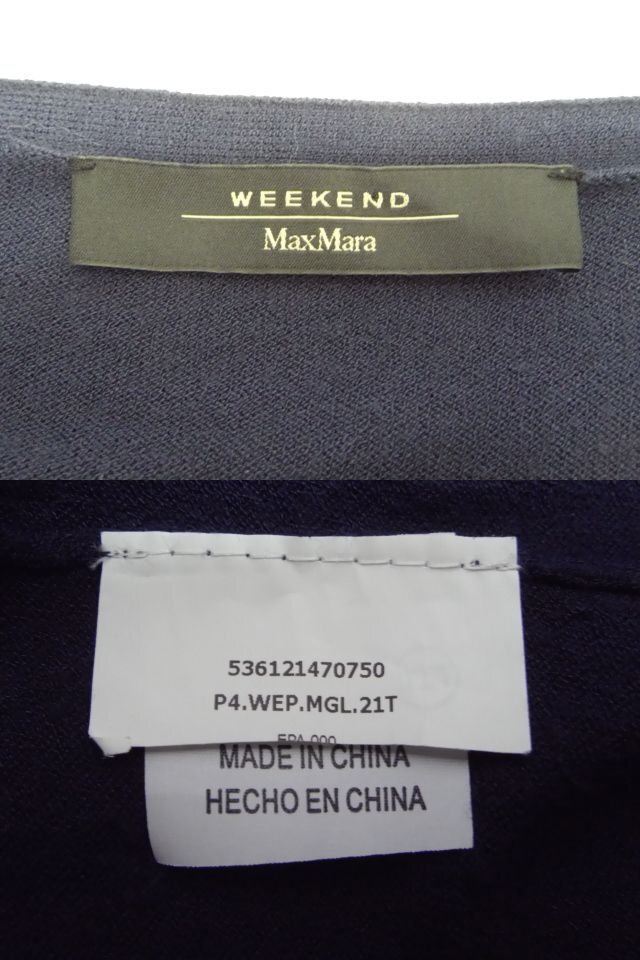 WEEKEND
MaxMara
536121470750
P4.WEP.MGL.21T
MADE IN CHINA
HECHO EN CHINA